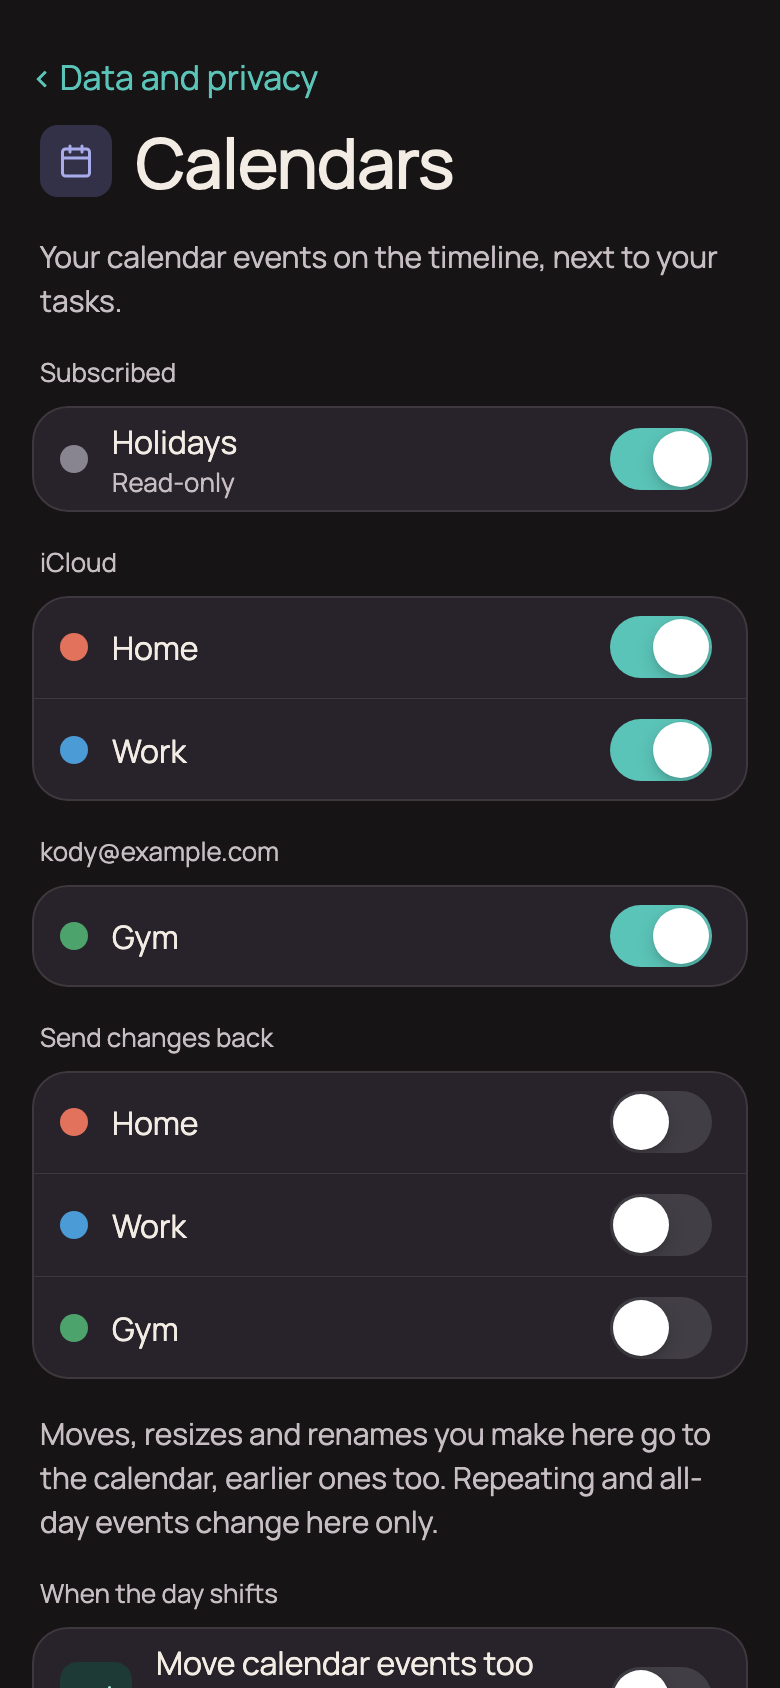 ‹ Data and privacy
Calendars
Your calendar events on the timeline, next to your
tasks.
Subscribed
Holidays
Read-only
iCloud
Home
Work
kody@example.com
Gym
Send changes back
Home
Work
Gym
Moves, resizes and renames you make here go to
the calendar, earlier ones too. Repeating and all-
day events change here only.
When the day shifts
Move calendar events too